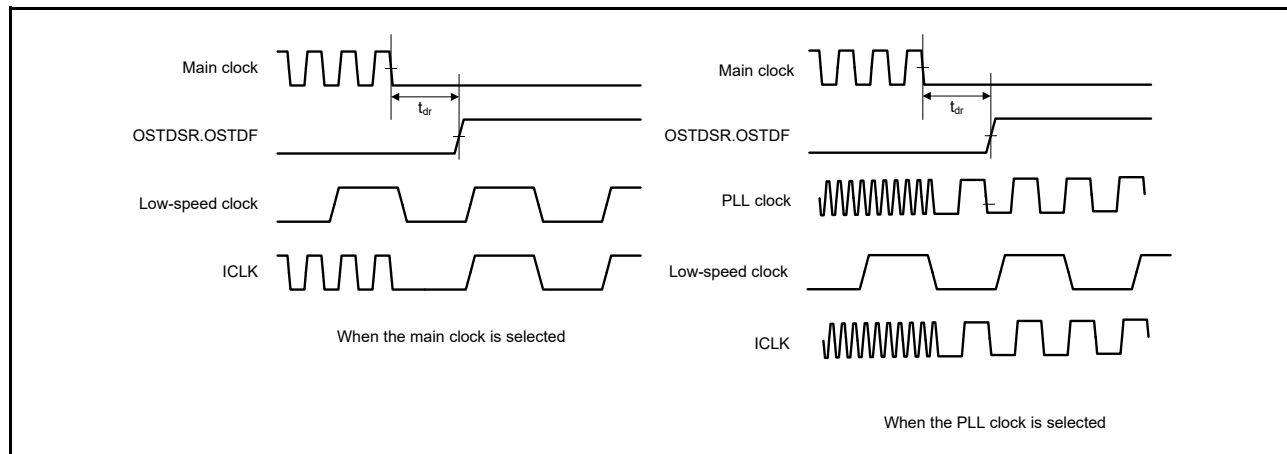 Main clock
t_dr
OSTDSR.OSTDF
Low-speed clock
ICLK
When the main clock is selected
Main clock
t_dr
OSTDSR.OSTDF
PLL clock
Low-speed clock
ICLK
When the PLL clock is selected